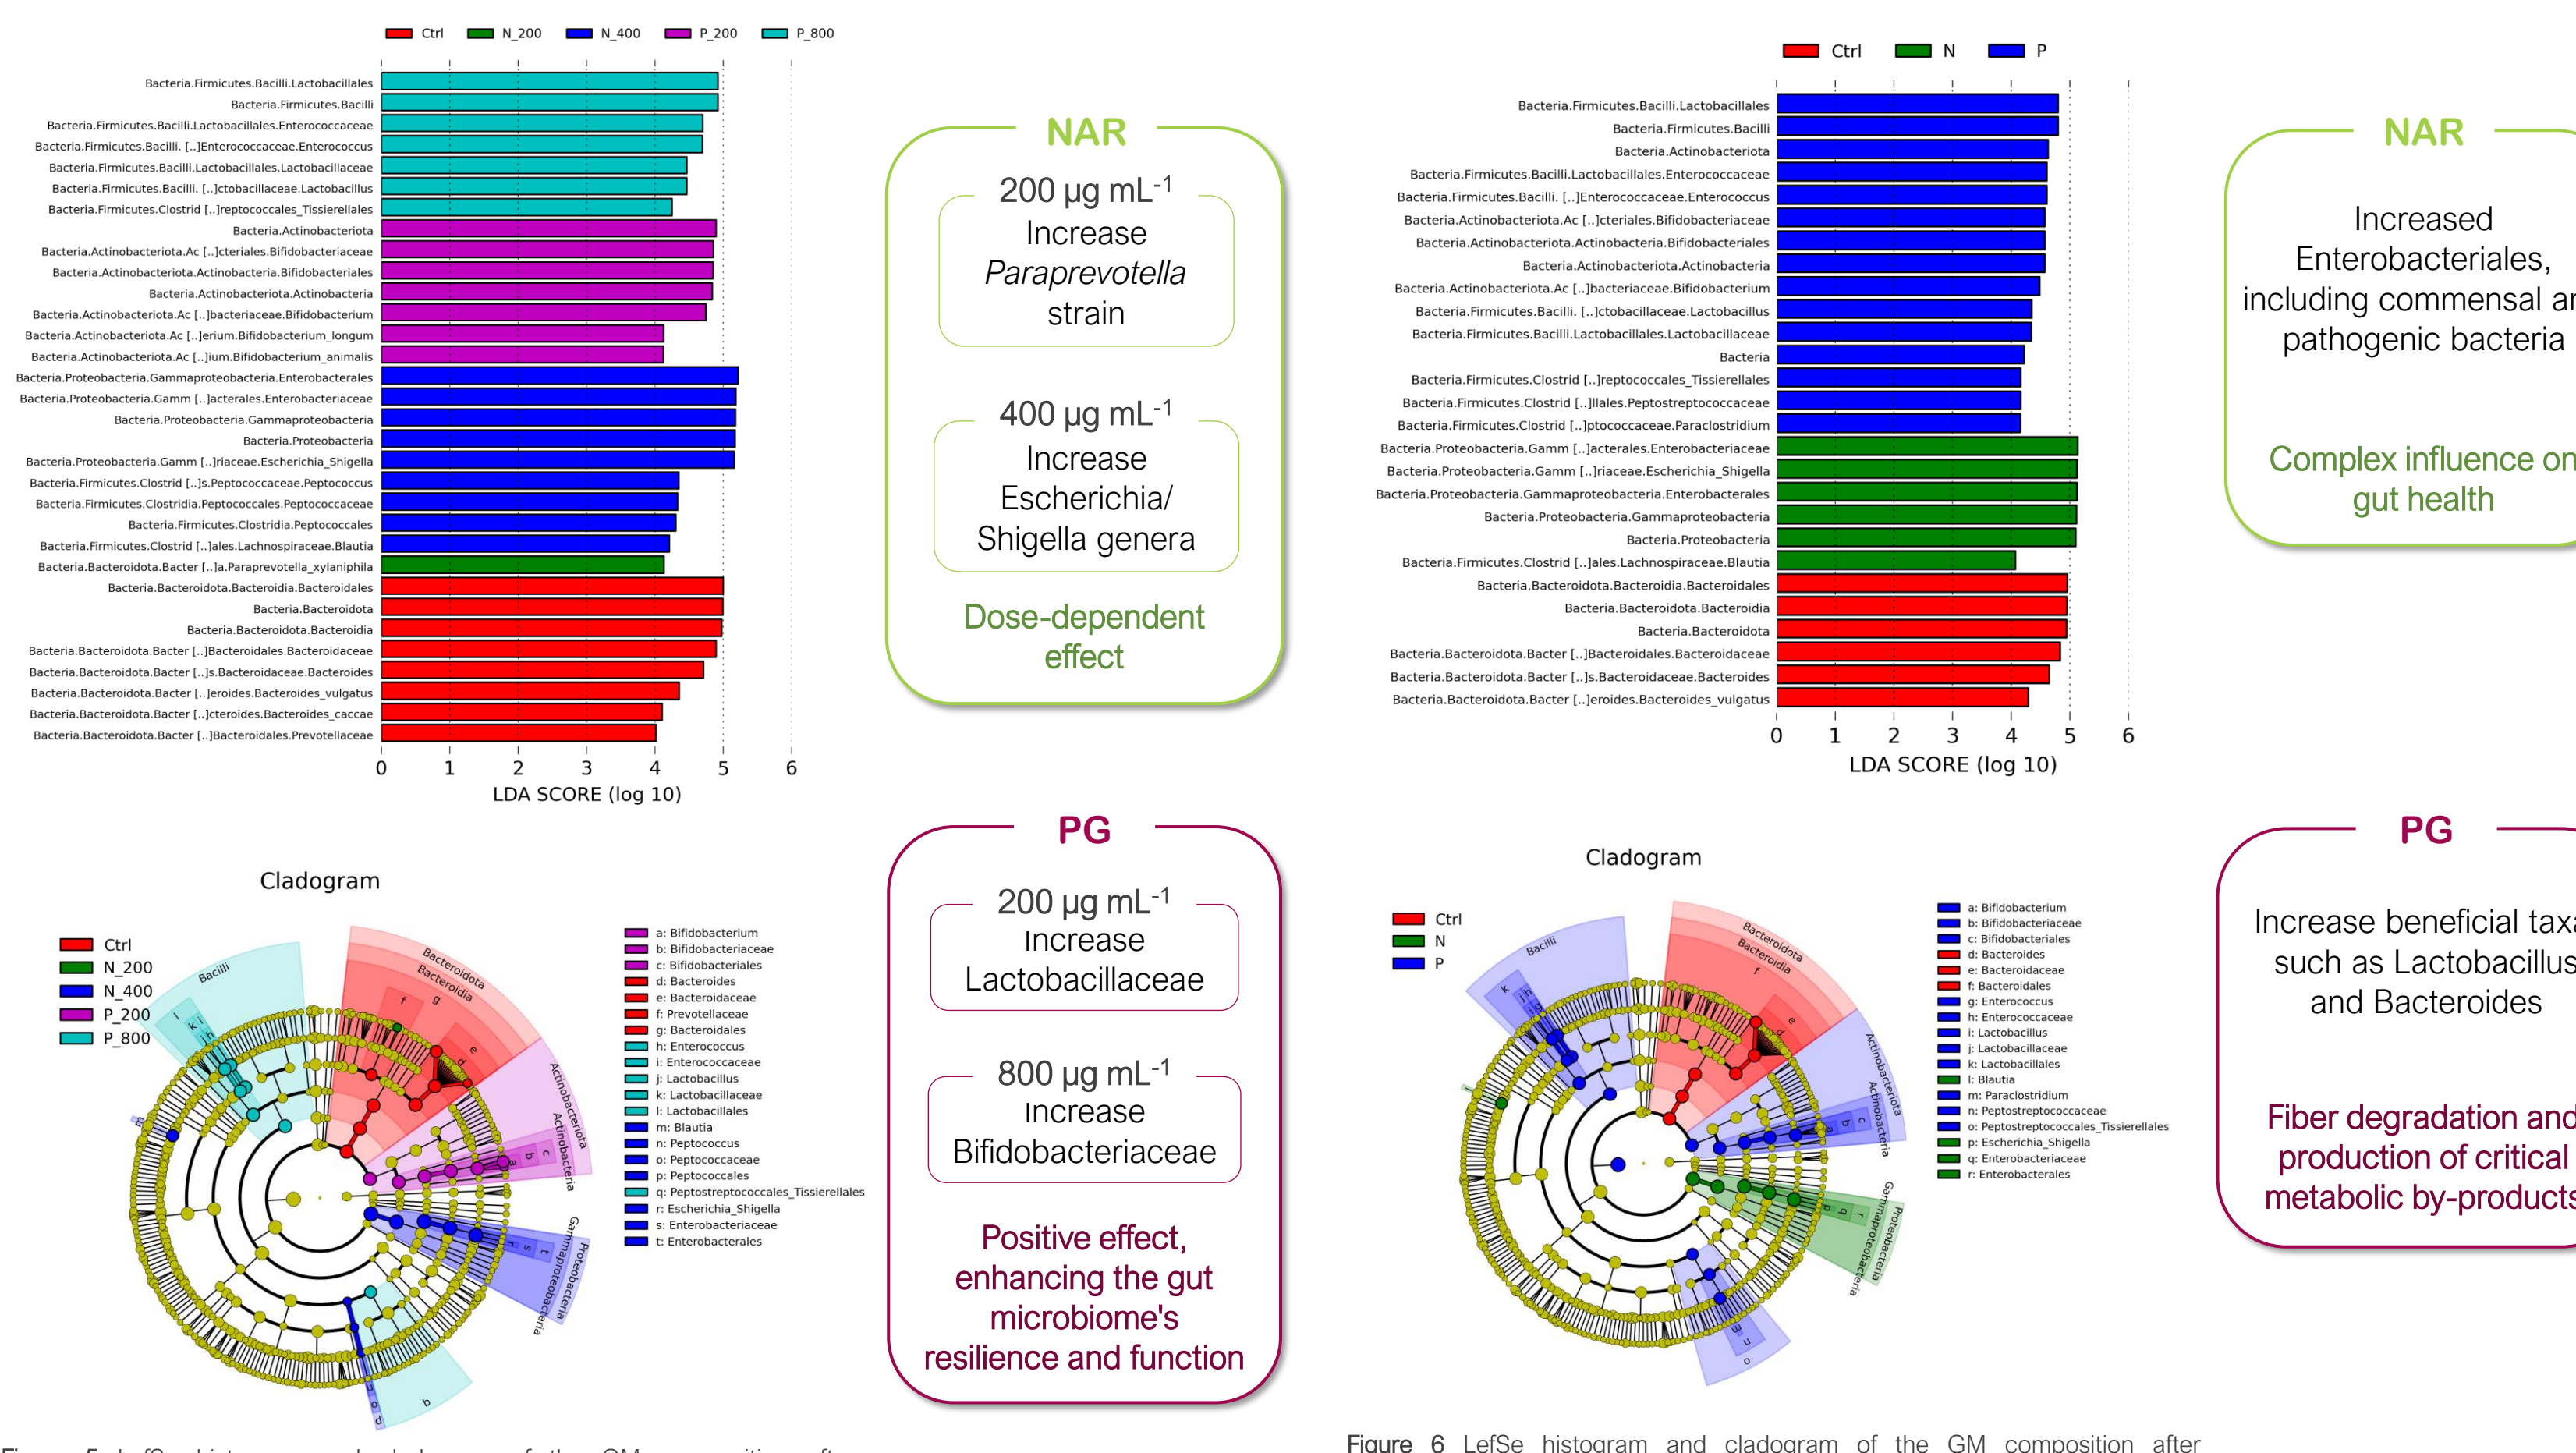 Ctrl N_200 N_400 P_200 P_800
Bacteria.Firmicutes.Bacilli.Lactobacillales
Bacteria.Firmicutes.Bacilli
Bacteria.Firmicutes.Bacilli.Lactobacillales.Enterococcaceae
Bacteria.Firmicutes.Bacilli. [..]Enterococcaceae.Enterococcus
Bacteria.Firmicutes.Bacilli.Lactobacillales.Lactobacillaceae
Bacteria.Firmicutes.Bacilli. [..]ctobacillaceae.Lactobacillus
Bacteria.Firmicutes.Clostrid [..]reptococcales_Tissierellales
Bacteria.Actinobacteriota
Bacteria.Actinobacteriota.Ac [..]cteriales.Bifidobacteriaceae
Bacteria.Actinobacteriota.Actinobacteria.Bifidobacteriales
Bacteria.Actinobacteriota.Actinobacteria
Bacteria.Actinobacteriota.Ac [..]bacteriaceae.Bifidobacterium
Bacteria.Actinobacteriota.Ac [..]erium.Bifidobacterium_longum
Bacteria.Actinobacteriota.Ac [..]ium.Bifidobacterium_animalis
Bacteria.Proteobacteria.Gammaproteobacteria.Enterobacterales
Bacteria.Proteobacteria.Gamm [..]acterales.Enterobacteriaceae
Bacteria.Proteobacteria.Gammaproteobacteria
Bacteria.Proteobacteria
Bacteria.Proteobacteria.Gamm [..]riaceae.Escherichia_Shigella
Bacteria.Firmicutes.Clostrid [..]s.Peptococcaceae.Peptococcus
Bacteria.Firmicutes.Clostridia.Peptococcales.Peptococcaceae
Bacteria.Firmicutes.Clostridia.Peptococcales
Bacteria.Firmicutes.Clostrid [..]ales.Lachnospiraceae.Blautia
Bacteria.Bacteroidota.Bacter [..]a.Paraprevotella_xylaniphila
Bacteria.Bacteroidota.Bacteroidia.Bacteroidales
Bacteria.Bacteroidota
Bacteria.Bacteroidota.Bacteroidia
Bacteria.Bacteroidota.Bacter [..]Bacteroidales.Bacteroidaceae
Bacteria.Bacteroidota.Bacter [..]s.Bacteroidaceae.Bacteroides
Bacteria.Bacteroidota.Bacter [..]eroides.Bacteroides_vulgatus
Bacteria.Bacteroidota.Bacter [..]cteroides.Bacteroides_caccae
Bacteria.Bacteroidota.Bacter [..]Bacteroidales.Prevotellaceae
0 1 2 3 4 5 6
LDA SCORE (log 10)
NAR
200 µg mL-1
Increase
Paraprevotella
strain
400 µg mL-1
Increase
Escherichia/
Shigella genera
Dose-dependent
effect
Ctrl N P
Bacteria.Firmicutes.Bacilli.Lactobacillales
Bacteria.Firmicutes.Bacilli
Bacteria.Actinobacteriota
Bacteria.Firmicutes.Bacilli.Lactobacillales.Enterococcaceae
Bacteria.Firmicutes.Bacilli. [..]Enterococcaceae.Enterococcus
Bacteria.Actinobacteriota.Ac [..]cteriales.Bifidobacteriaceae
Bacteria.Actinobacteriota.Actinobacteria.Bifidobacteriales
Bacteria.Actinobacteriota.Actinobacteria
Bacteria.Actinobacteriota.Ac [..]bacteriaceae.Bifidobacterium
Bacteria.Firmicutes.Bacilli. [..]ctobacillaceae.Lactobacillus
Bacteria.Firmicutes.Bacilli.Lactobacillales.Lactobacillaceae
Bacteria
Bacteria.Firmicutes.Clostrid [..]reptococcales_Tissierellales
Bacteria.Firmicutes.Clostrid [..]llales.Peptostreptococcaceae
Bacteria.Firmicutes.Clostrid [..]ptococcaceae.Paraclostridium
Bacteria.Proteobacteria.Gamm [..]acterales.Enterobacteriaceae
Bacteria.Proteobacteria.Gamm [..]riaceae.Escherichia_Shigella
Bacteria.Proteobacteria.Gammaproteobacteria.Enterobacterales
Bacteria.Proteobacteria.Gammaproteobacteria
Bacteria.Proteobacteria
Bacteria.Firmicutes.Clostrid [..]ales.Lachnospiraceae.Blautia
Bacteria.Bacteroidota.Bacteroidia.Bacteroidales
Bacteria.Bacteroidota.Bacteroidia
Bacteria.Bacteroidota
Bacteria.Bacteroidota.Bacter [..]Bacteroidales.Bacteroidaceae
Bacteria.Bacteroidota.Bacter [..]s.Bacteroidaceae.Bacteroides
Bacteria.Bacteroidota.Bacter [..]eroides.Bacteroides_vulgatus
0 1 2 3 4 5 6
LDA SCORE (log 10)
NAR
Increased
Enterobacteriales,
including commensal
pathogenic bacteria
Complex influence on
gut health
Cladogram
Ctrl
N_200
N_400
P_200
P_800
Bacilli
Bacteroidota
Bacteroidia
Actinobacteriota
Actinobacteria
Proteobacteria
Gammaproteobacteria
a: Bifidobacterium
b: Bifidobacteriaceae
c: Bifidobacteriales
d: Bacteroides
e: Bacteroidaceae
f: Prevotellaceae
g: Bacteroidales
h: Enterococcus
i: Enterococcaceae
j: Lactobacillus
k: Lactobacillaceae
l: Lactobacillales
m: Blautia
n: Peptococcus
o: Peptococcaceae
p: Peptococcales
q: Peptostreptococcales_Tissierellales
r: Escherichia_Shigella
s: Enterobacteriaceae
t: Enterobacterales
PG
200 µg mL-1
Increase
Lactobacillaceae
800 µg mL-1
Increase
Bifidobacteriaceae
Positive effect,
enhancing the gut
microbiome's
resilience and function
Cladogram
Ctrl
N
P
Bacilli
Bacteroidota
Bacteroidia
Actinobacteriota
Actinobacteria
Proteobacteria
Gammaproteobacteria
a: Bifidobacterium
b: Bifidobacteriaceae
c: Bifidobacteriales
d: Bacteroides
e: Bacteroidaceae
f: Bacteroidales
g: Enterococcus
h: Enterococcaceae
i: Lactobacillus
j: Lactobacillaceae
k: Lactobacillales
l: Blautia
m: Paraclostridium
n: Peptostreptococcaceae
o: Peptostreptococcales_Tissierellales
p: Escherichia_Shigella
q: Enterobacteriaceae
r: Enterobacterales
PG
Increase beneficial taxa
such as Lactobacillus
and Bacteroides
Fiber degradation and
production of critical
metabolic by-products
Figure 6 LefSe histogram and cladogram of the GM composition after